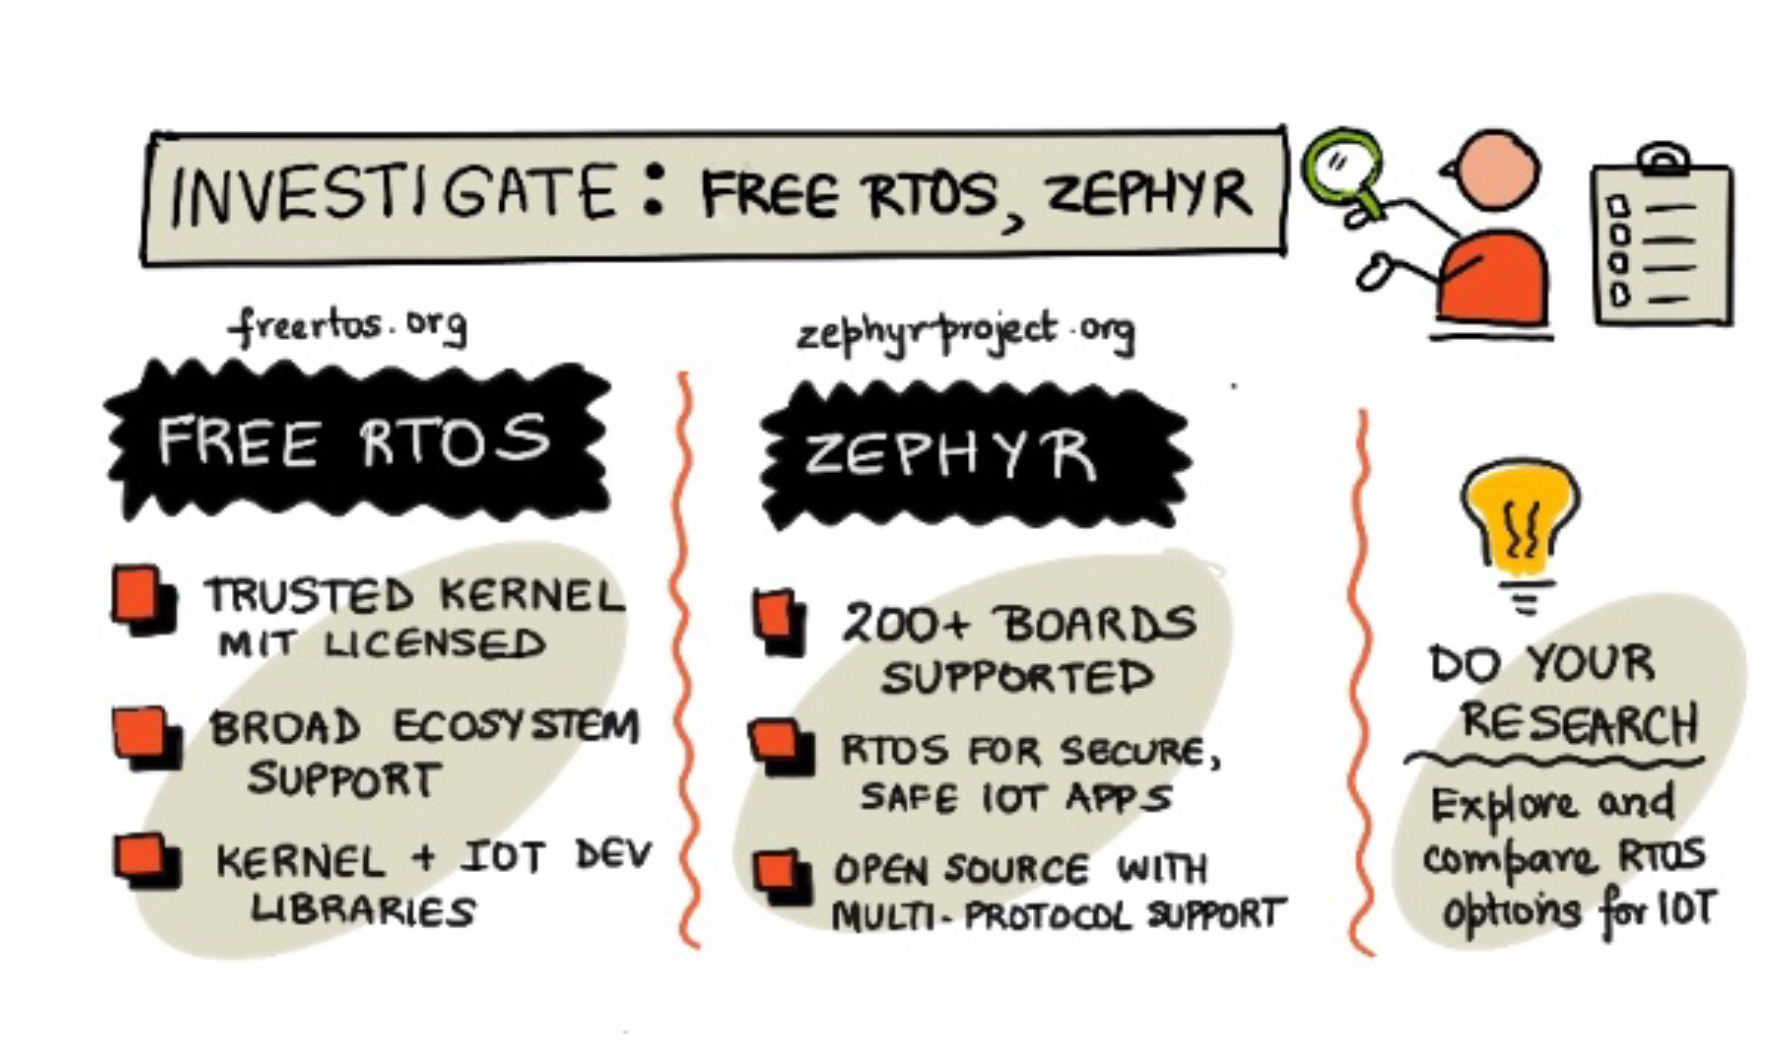 INVESTIGATE: FREE RTOS, ZEPHYR
freertos.org
FREE RTOS
TRUSTED KERNEL
MIT LICENSED
BROAD ECOSYSTEM
SUPPORT
KERNEL + IOT DEV
LIBRARIES
zephyrproject.org
ZEPHYR
200+ BOARDS
SUPPORTED
RTOS FOR SECURE,
SAFE IOT APPS
OPEN SOURCE WITH
MULTI-PROTOCOL SUPPORT
DO YOUR
RESEARCH
Explore and
compare RTOS
options for IOT